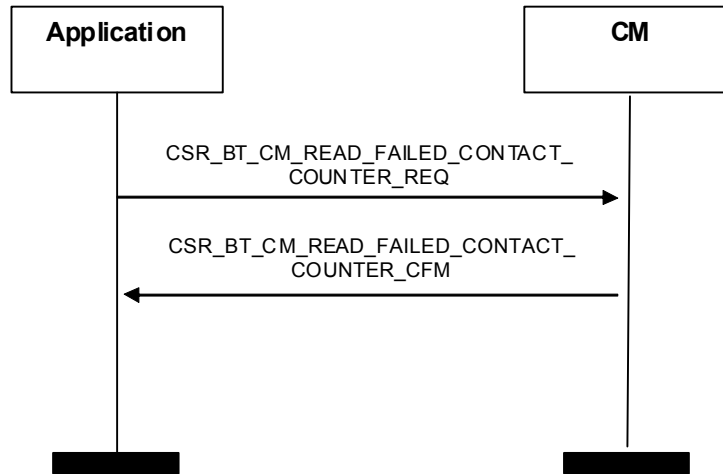 Application
CM
CSR_BT_CM_READ_FAILED_CONTACT_
COUNTER_REQ
CSR_BT_CM_READ_FAILED_CONTACT_
COUNTER_CFM